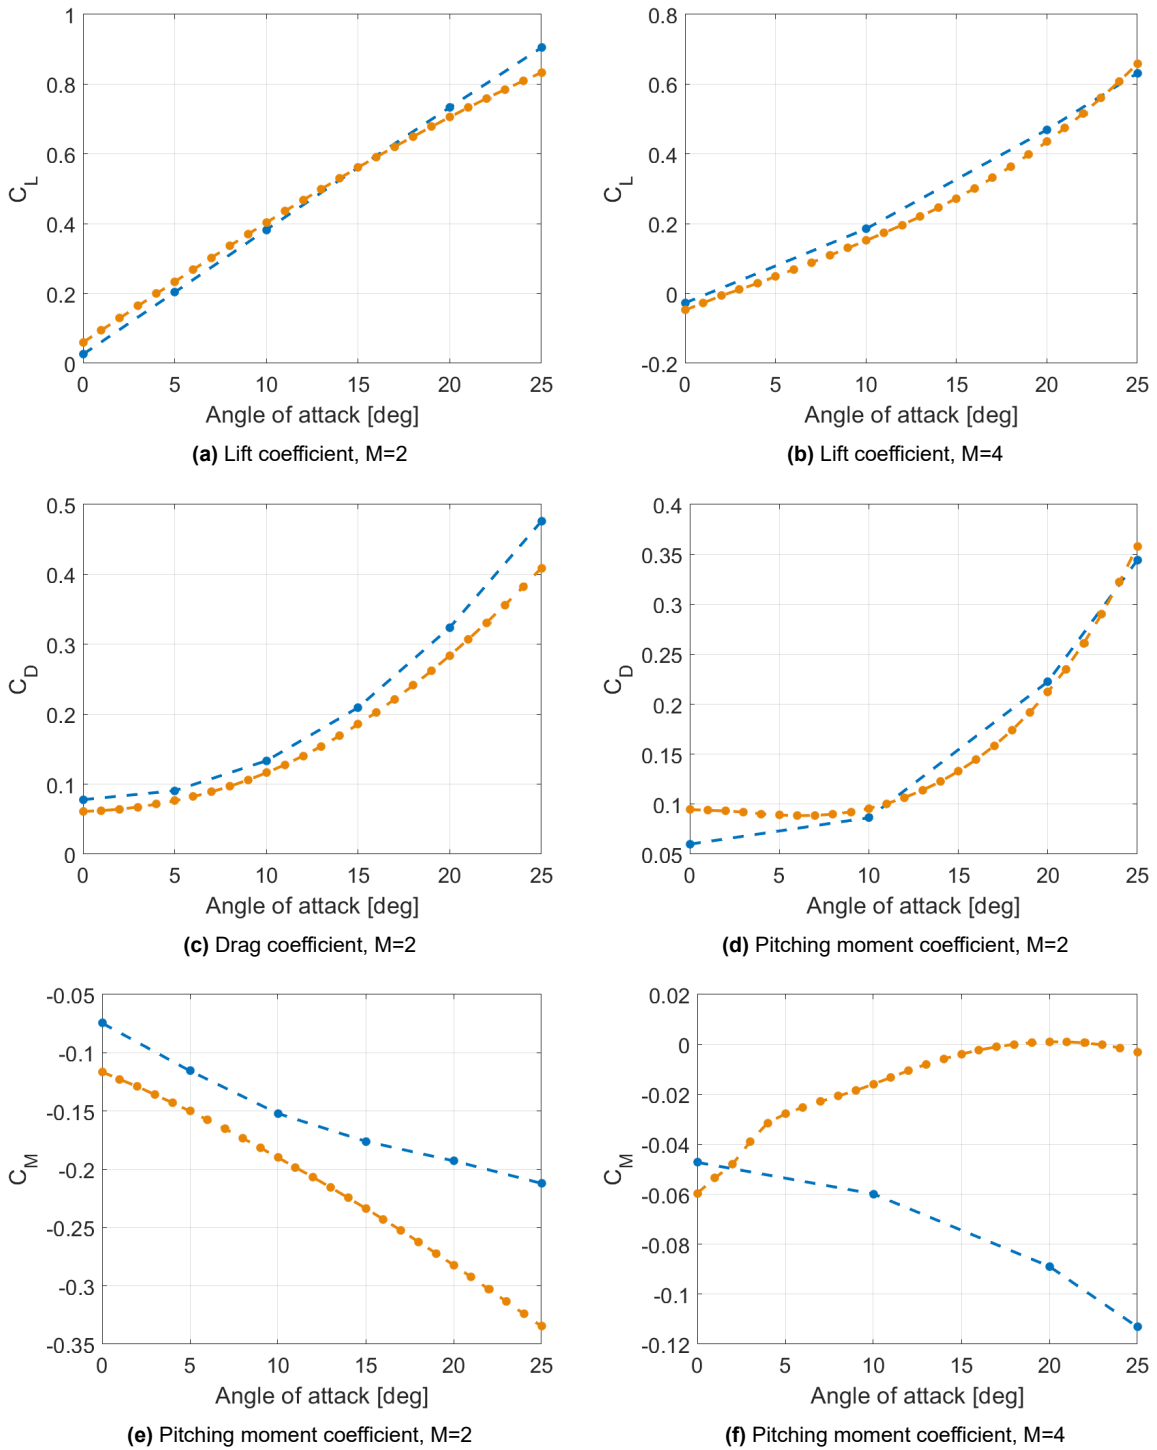 1
0.8
0.6
0.4
0.2
0
C_L
0 5 10 15 20 25
Angle of attack [deg]
(a) Lift coefficient, M=2
0.8
0.6
0.4
0.2
0
-0.2
C_L
0 5 10 15 20 25
Angle of attack [deg]
(b) Lift coefficient, M=4
0.5
0.4
0.3
0.2
0.1
0
C_D
0 5 10 15 20 25
Angle of attack [deg]
(c) Drag coefficient, M=2
0.4
0.35
0.3
0.25
0.2
0.15
0.1
0.05
C_D
0 5 10 15 20 25
Angle of attack [deg]
(d) Pitching moment coefficient, M=2
-0.05
-0.1
-0.15
-0.2
-0.25
-0.3
-0.35
C_M
0 5 10 15 20 25
Angle of attack [deg]
(e) Pitching moment coefficient, M=2
0.02
0
-0.02
-0.04
-0.06
-0.08
-0.1
-0.12
C_M
0 5 10 15 20 25
Angle of attack [deg]
(f) Pitching moment coefficient, M=4